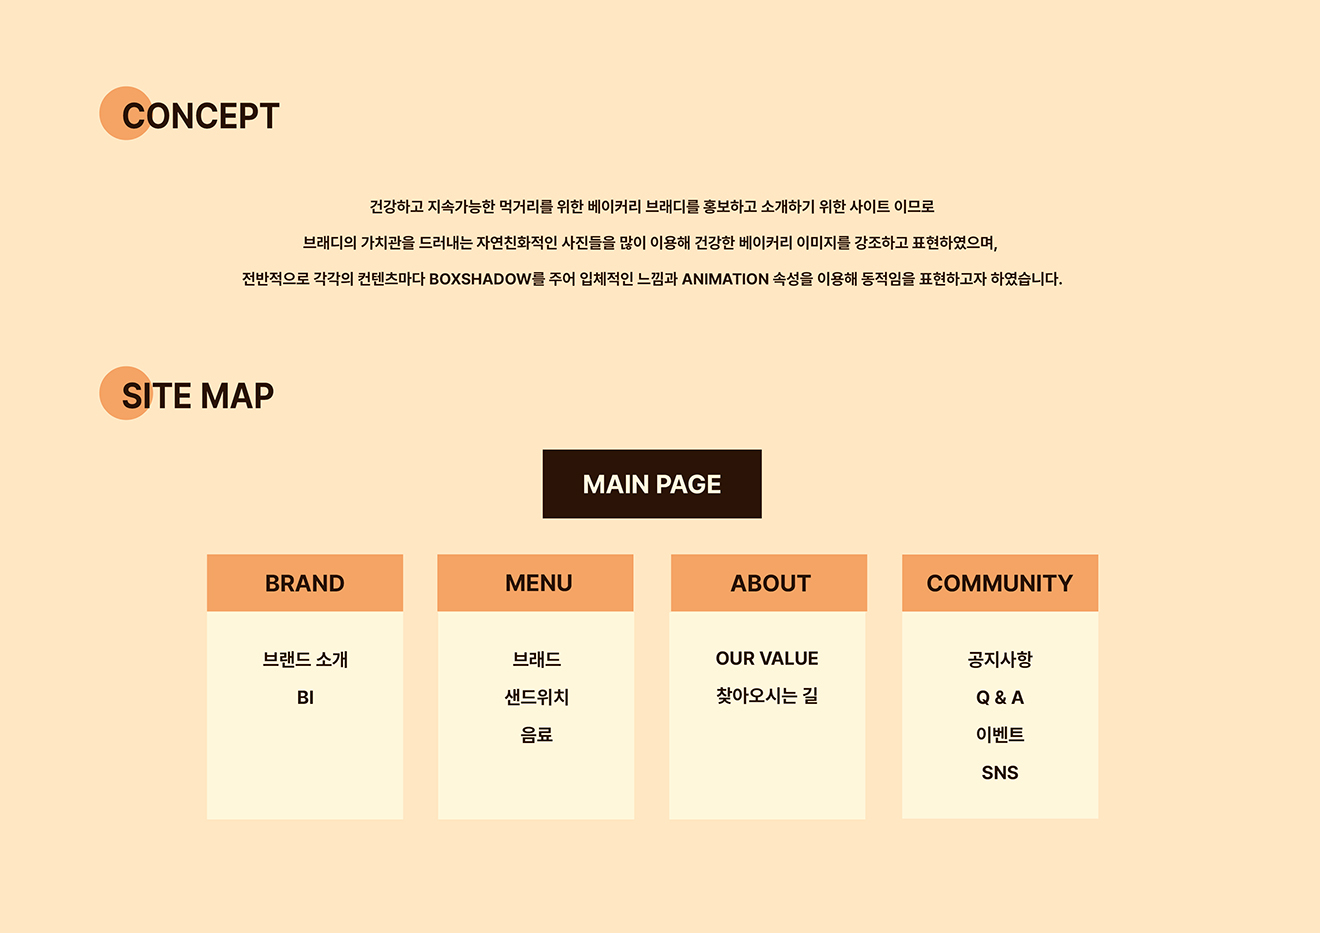 CONCEPT
건강하고 지속가능한 먹거리를 위한 베이커리 브래디를 홍보하고 소개하기 위한 사이트 이므로
브래디의 가치관을 드러내는 자연친화적인 사진들을 많이 이용해 건강한 베이커리 이미지를 강조하고 표현하였으며,
전반적으로 각각의 컨텐츠마다 BOXSHADOW를 주어 입체적인 느낌과 ANIMATION 속성을 이용해 동적임을 표현하고자 하였습니다.
SITE MAP
MAIN PAGE
BRAND
브랜드 소개
BI
MENU
브래드
샌드위치
음료
ABOUT
OUR VALUE
찾아오시는 길
COMMUNITY
공지사항
Q & A
이벤트
SNS